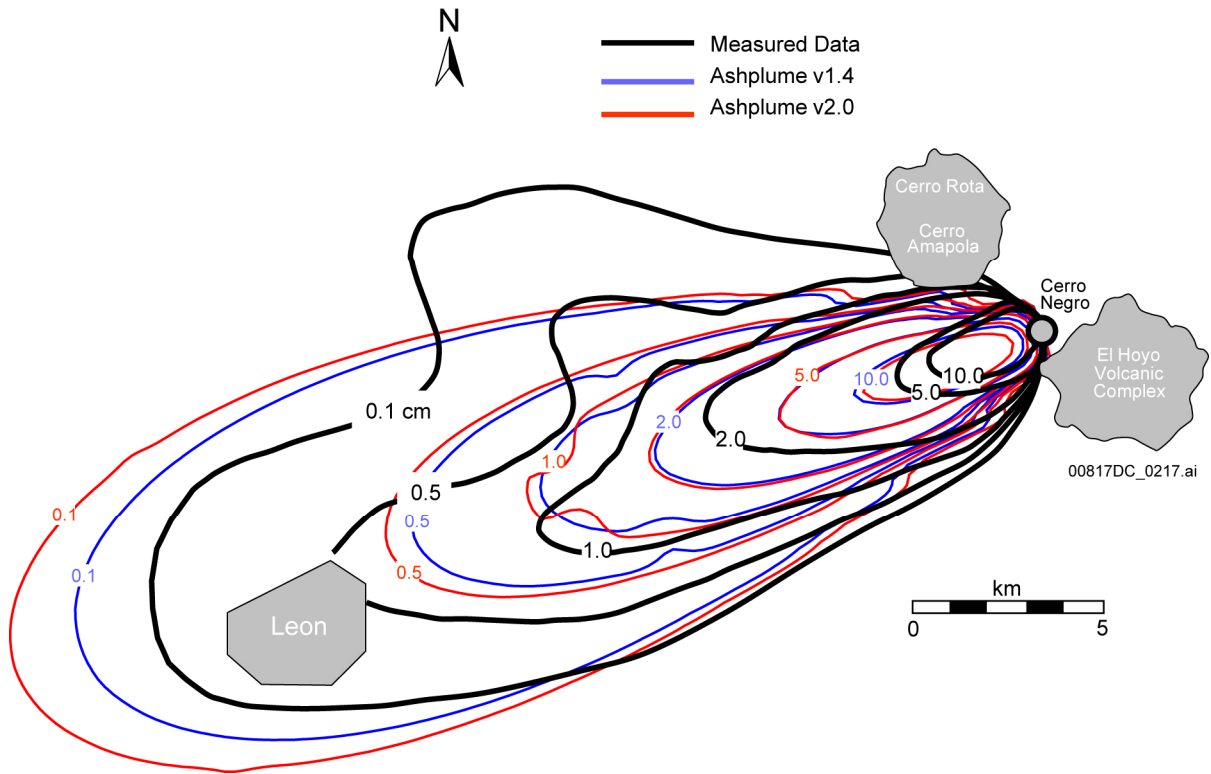 N
Measured Data
Ashplume v1.4
Ashplume v2.0
Cerro Rota
Cerro
Amapola
Cerro
Negro
El Hoyo
Volcanic
Complex
00817DC_0217.ai
10.0
5.0
10.0
5.0
2.0
2.0
0.1 cm
1.0
0.5
0.5
1.0
0.1
0.1
0.5
Leon
km
0
5